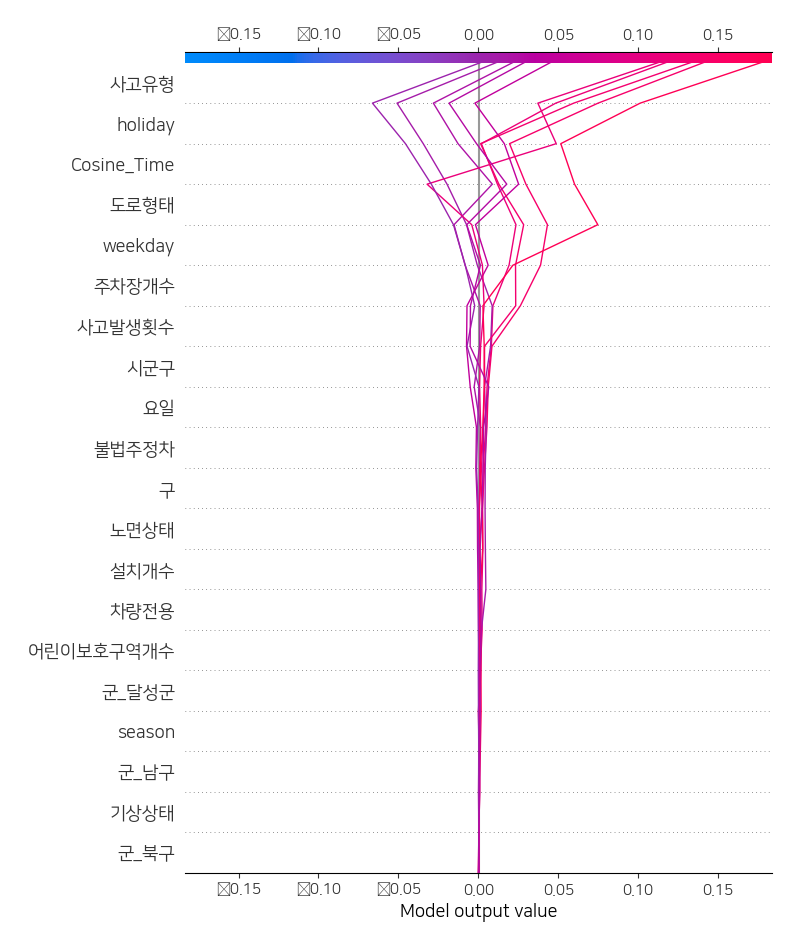 ☒0.15 ☒0.10 ☒0.05 0.00 0.05 0.10 0.15
사고유형
holiday
Cosine_Time
도로형태
weekday
주차장개수
사고발생횟수
시군구
요일
불법주정차
구
노면상태
설치개수
차량전용
어린이보호구역개수
군_달성군
season
군_남구
기상상태
군_북구
☒0.15 ☒0.10 ☒0.05 0.00 0.05 0.10 0.15
Model output value